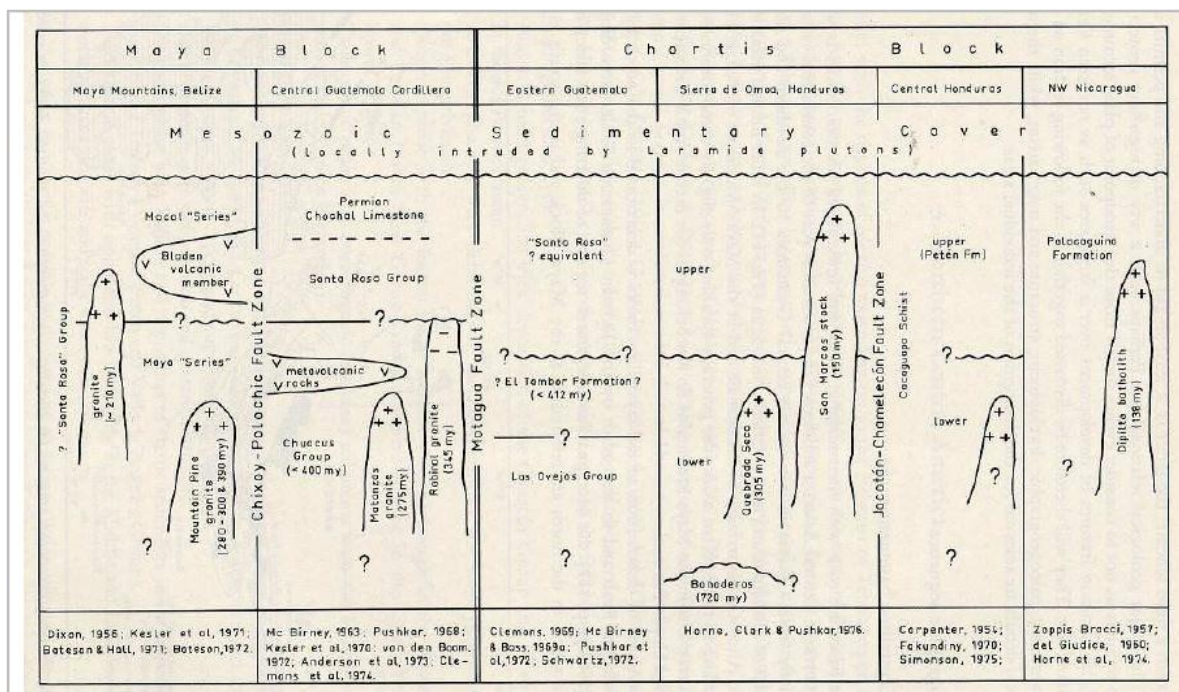 Maya Block
Chortis Block
Maya Mountains, Belize
Central Guatemala Cordillera
Eastern Guatemala
Sierra de Omoa, Honduras
Central Honduras
NW Nicaragua
Mesozoic Sedimentary Cover
(locally intruded by Laramide plutons)
? "Santa Rosa" Group
granite
(~ 210 my)
Macal "Series"
Bladen
volcanic
member
?
Maya "Series"
Mountain Pine
granite
(280-300 & 390 my)
?
Chixoy-Polochic Fault Zone
Permian
Chochal Limestone
Santa Rosa Group
?
metavolcanic
rocks
Chuacus
Group
(< 400 my)
Matanzas
granite
(275 my)
Rabinal granite
(345 my)
?
Motagua Fault Zone
"Santa Rosa"
? equivalent
? ?
? El Tambor Formation ?
(< 412 my)
?
Las Ovejas Group
?
upper
lower
Quebrada Seca
(305 my)
San Marcos stock
(150 my)
Banaderos
(720 my)
?
Jocotán-Chamelecón Fault Zone
Cacaguapa Schist
upper
(Petén Fm)
?
lower
?
?
Palacaguina
Formation
?
Dipilto batholith
(138 my)
Dixon, 1956; Kesler et al, 1971;
Bateson & Hall, 1971; Bateson, 1972.
Mc Birney, 1963; Pushkar, 1968;
Kesler et al, 1970; van den Boom,
1972; Anderson et al, 1973; Cle-
mons et al, 1974.
Clemons, 1969; Mc Birney
& Bass, 1969a; Pushkar et
al, 1972; Schwartz, 1972.
Horne, Clark & Pushkar, 1976.
Carpenter, 1954;
Fakundiny, 1970;
Simonson, 1975;
Zoppis Bracci, 1957;
del Giudice, 1960;
Horne et al, 1974.